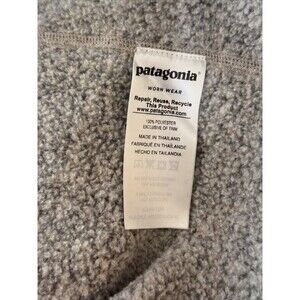 patagonia®
WORN WEAR
Repair, Reuse, Recycle
This Product
www.patagonia.com
100% POLYESTER
EXCLUSIVE OF TRIM
MADE IN THAILAND
FABRIQUÉ EN THAÏLANDE
HECHO EN TAILANDIA